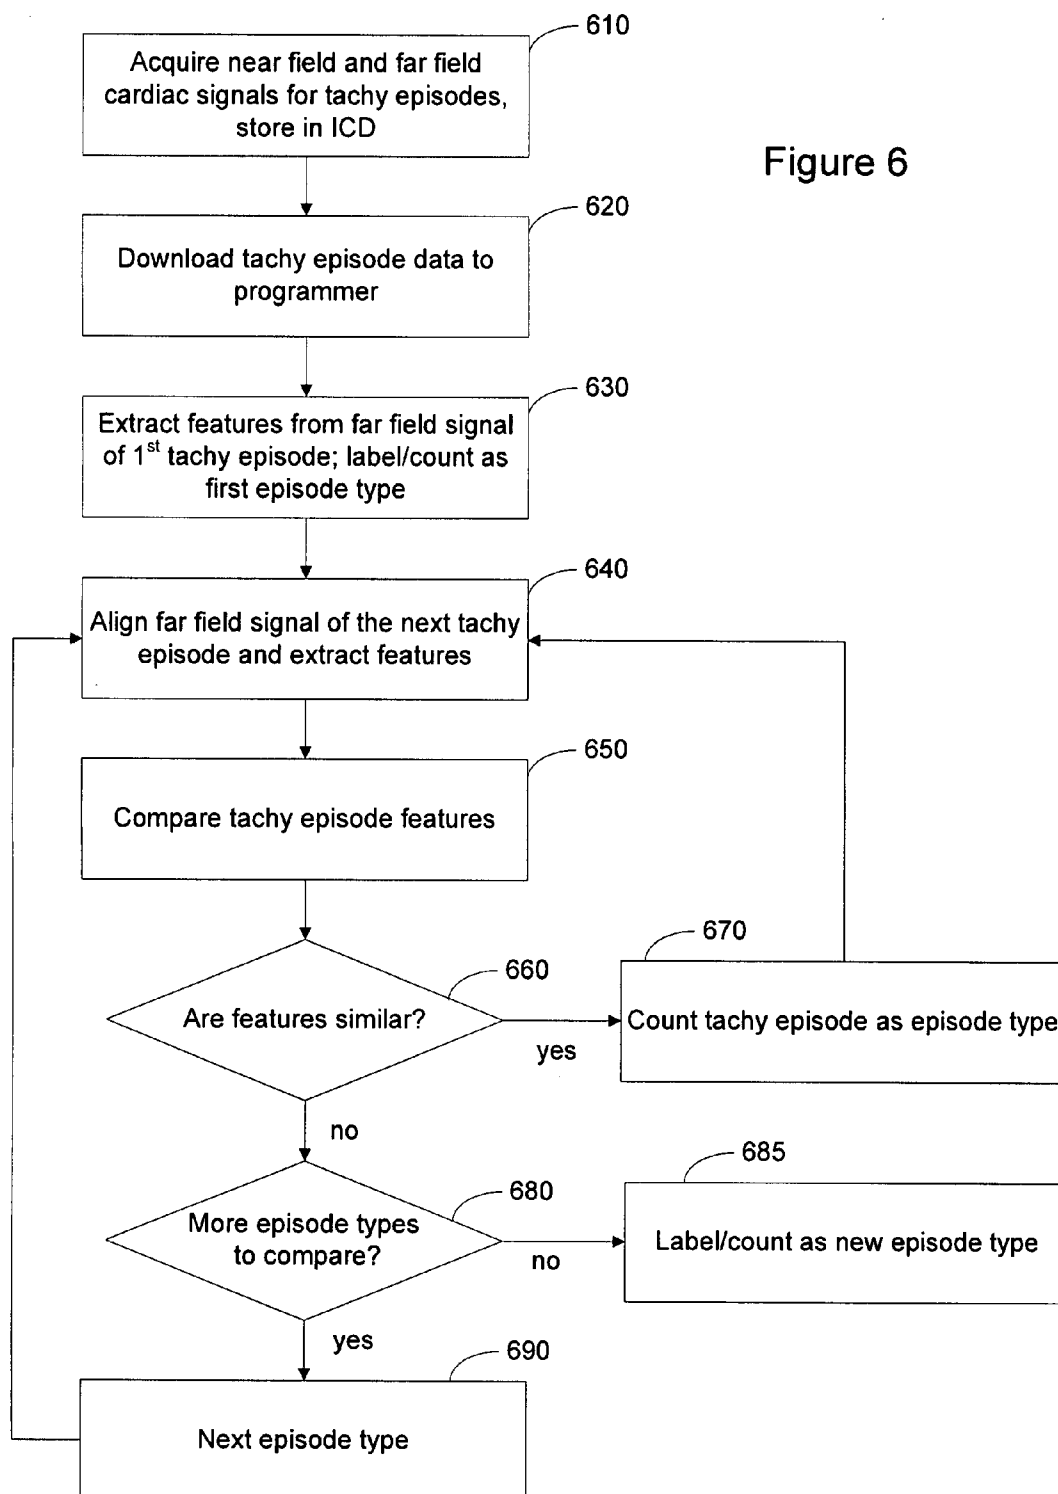 610
Acquire near field and far field
cardiac signals for tachy episodes,
store in ICD
Figure 6
620
Download tachy episode data to
programmer
630
Extract features from far field signal
of 1st tachy episode; label/count as
first episode type
640
Align far field signal of the next tachy
episode and extract features
650
Compare tachy episode features
660
Are features similar?
yes
670
Count tachy episode as episode type
no
680
More episode types
to compare?
no
685
Label/count as new episode type
yes
690
Next episode type